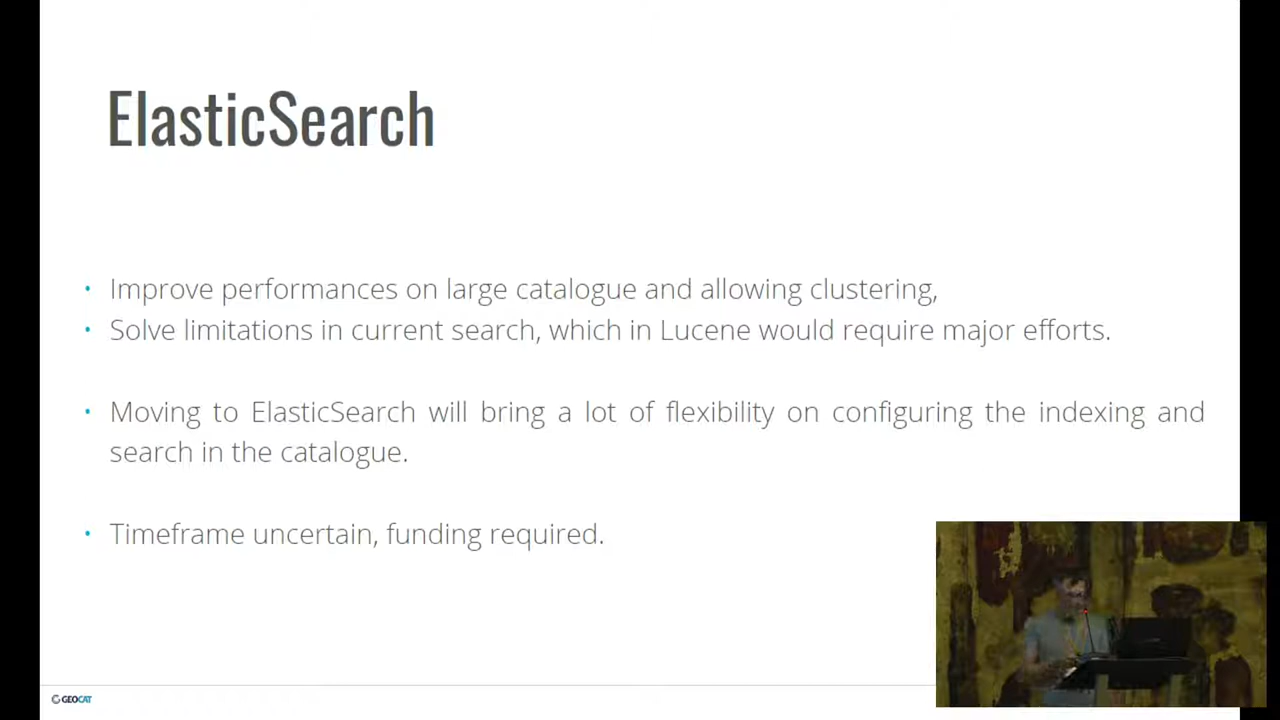 ElasticSearch
• Improve performances on large catalogue and allowing clustering,
• Solve limitations in current search, which in Lucene would require major efforts.
• Moving to ElasticSearch will bring a lot of flexibility on configuring the indexing and
search in the catalogue.
• Timeframe uncertain, funding required.
GEOCAT